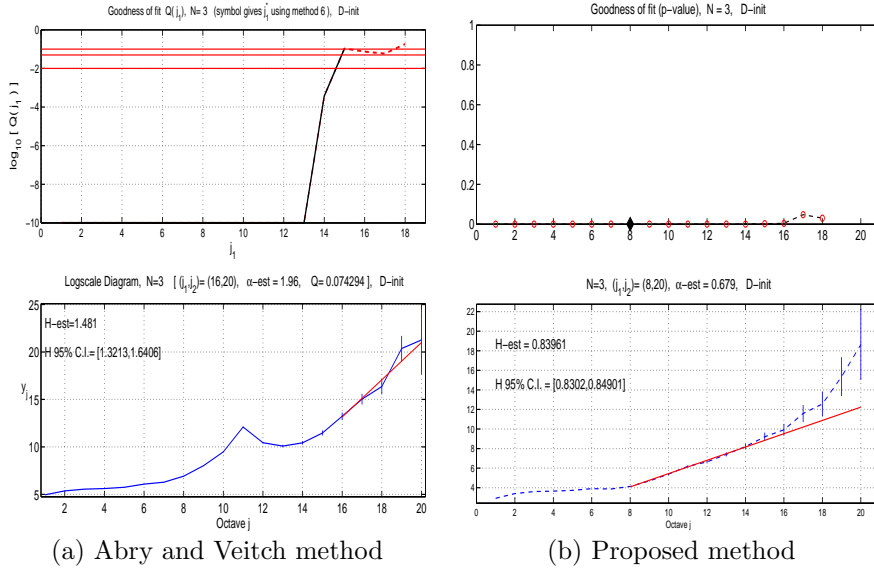 Goodness of fit Q( j₁), N= 3 (symbol gives j₁* using method 6 ), D-init
0
−2
−4
−6
−8
−10
log₁₀ [ Q( j₁ ) ]
0 2 4 6 8 10 12 14 16 18
j₁
Goodness of fit (p-value), N = 3, D-init
1
0.8
0.6
0.4
0.2
0
0 2 4 6 8 10 12 14 16 18 20
Logscale Diagram, N=3 [ (j₁,j₂)= (16,20), α-est = 1.96, Q= 0.074294 ], D-init
25
20
15
10
5
y_j
H-est=1.481
H 95% C.I.= [1.3213,1.6406]
2 4 6 8 10 12 14 16 18 20
Octave j
N=3, (j₁,j₂)= (8,20), α-est = 0.679, D-init
22
20
18
16
14
12
10
8
6
4
H-est = 0.83961
H 95% C.I.= [0.8302,0.84901]
0 2 4 6 8 10 12 14 16 18 20
Octave j
(a) Abry and Veitch method
(b) Proposed method